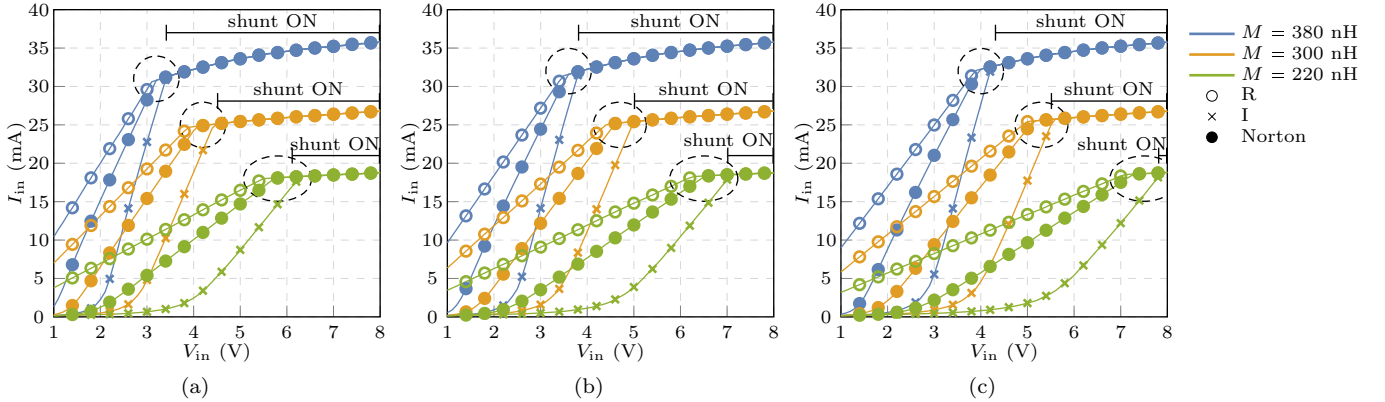 shunt ON
shunt ON
shunt ON
I_in (mA)
40
35
30
25
20
15
10
5
0
1 2 3 4 5 6 7 8
V_in (V)
(a)
shunt ON
shunt ON
shunt ON
I_in (mA)
40
35
30
25
20
15
10
5
0
1 2 3 4 5 6 7 8
V_in (V)
(b)
shunt ON
shunt ON
shunt ON
I_in (mA)
40
35
30
25
20
15
10
5
0
1 2 3 4 5 6 7 8
V_in (V)
(c)
M = 380 nH
M = 300 nH
M = 220 nH
R
I
Norton